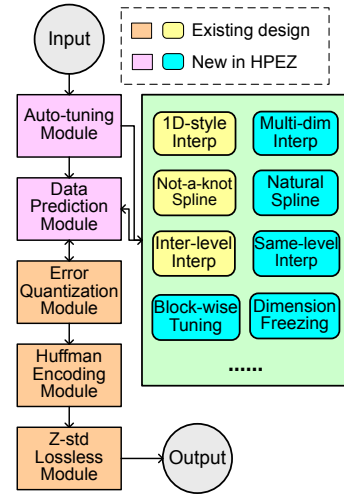 Input
Existing design
New in HPEZ
Auto-tuning
Module
Data
Prediction
Module
Error
Quantization
Module
Huffman
Encoding
Module
Z-std
Lossless
Module
Output
1D-style
Interp
Multi-dim
Interp
Not-a-knot
Spline
Natural
Spline
Inter-level
Interp
Same-level
Interp
Block-wise
Tuning
Dimension
Freezing
......